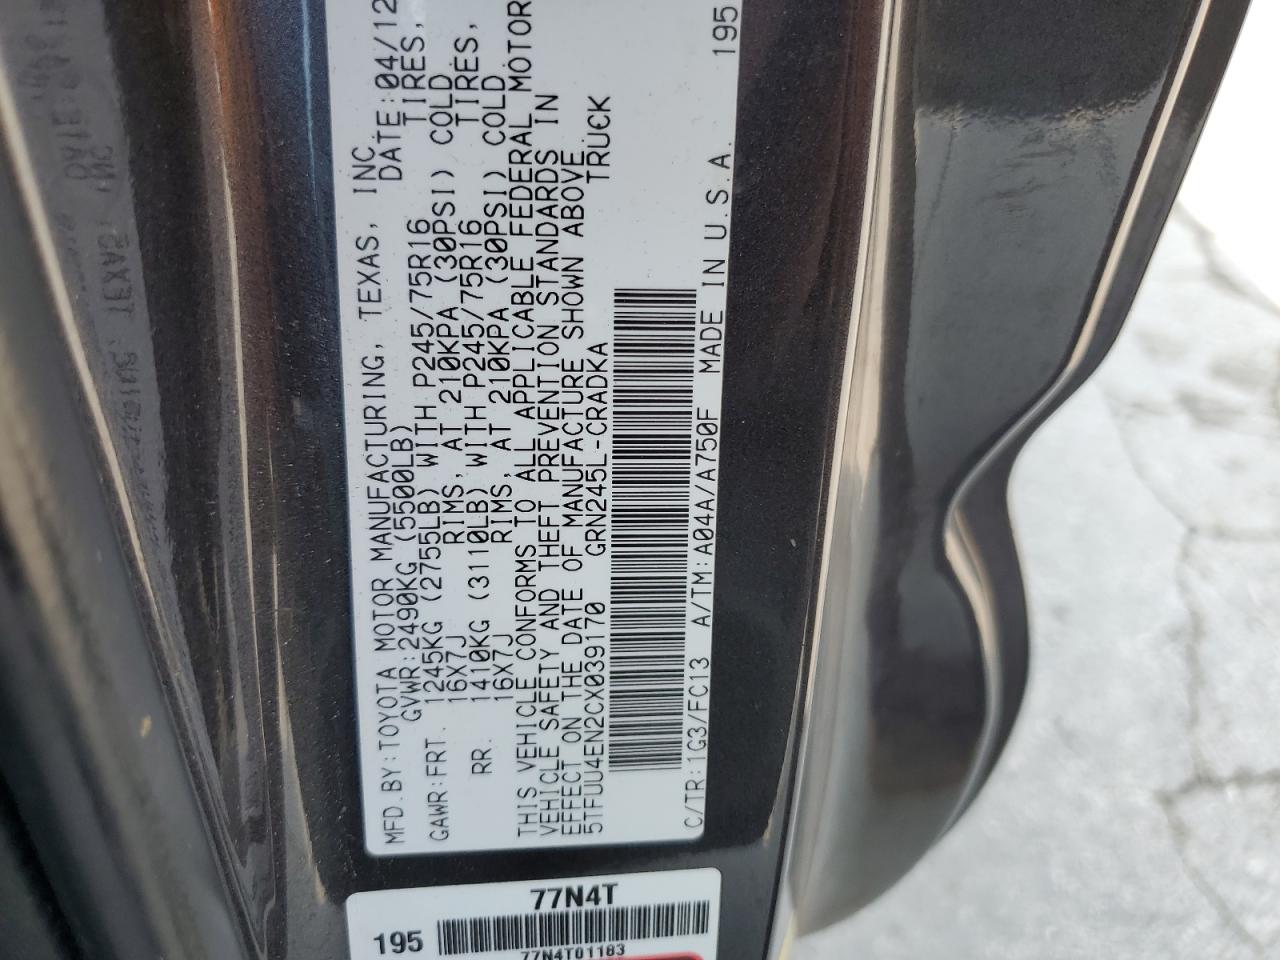 MFD.BY:TOYOTA MOTOR MANUFACTURING, TEXAS, INC
GVWR:2490KG(5500LB) DATE:04/12
GAWR:FRT. 1245KG (2755LB) WITH P245/75R16 TIRES,
16X7J RIMS, AT 210KPA (30PSI) COLD
RR. 1410KG (3110LB) WITH P245/75R16 TIRES,
16X7J RIMS, AT 210KPA (30PSI) COLD
THIS VEHICLE CONFORMS TO ALL APPLICABLE FEDERAL MOTOR
VEHICLE SAFETY AND THEFT PREVENTION STANDARDS IN
EFFECT ON THE DATE OF MANUFACTURE SHOWN ABOVE
5TFUU4EN2CX039170 GRN245L-CRADKA TRUCK
C/TR:1G3/FC13 A/TM:A04A/A750F MADE IN U.S.A. 195
77N4T
195
77N4T01183